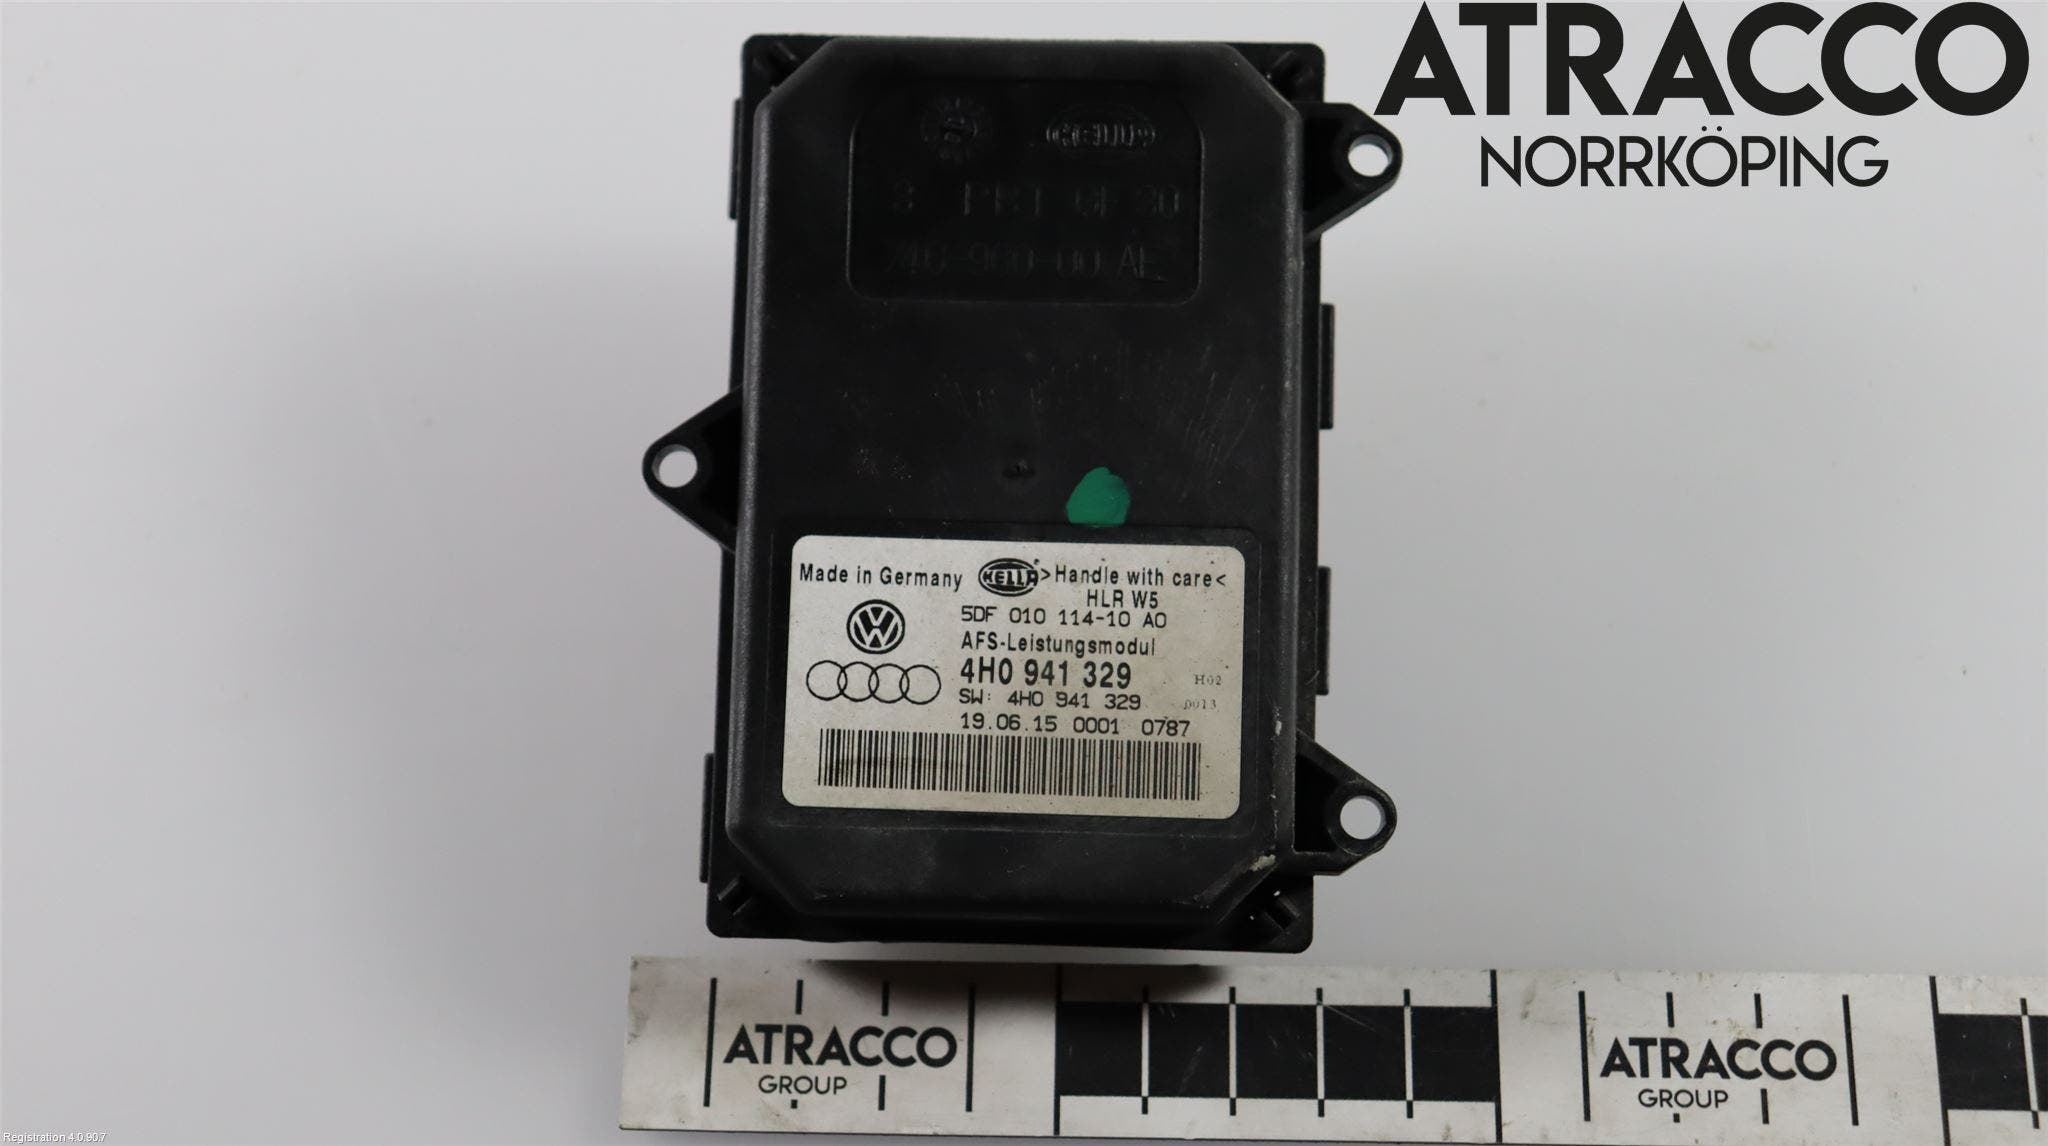 ATRACCO
NORRKÖPING
HELLA
Made in Germany HELLA >Handle with care<
HLR W5
5DF 010 114-10 A0
AFS-Leistungsmodul
4H0 941 329 H02
SW: 4H0 941 329 0013
19.06.15 0001 0787
ATRACCO
GROUP
ATRACCO
GROUP
Registration 4.0.90.7